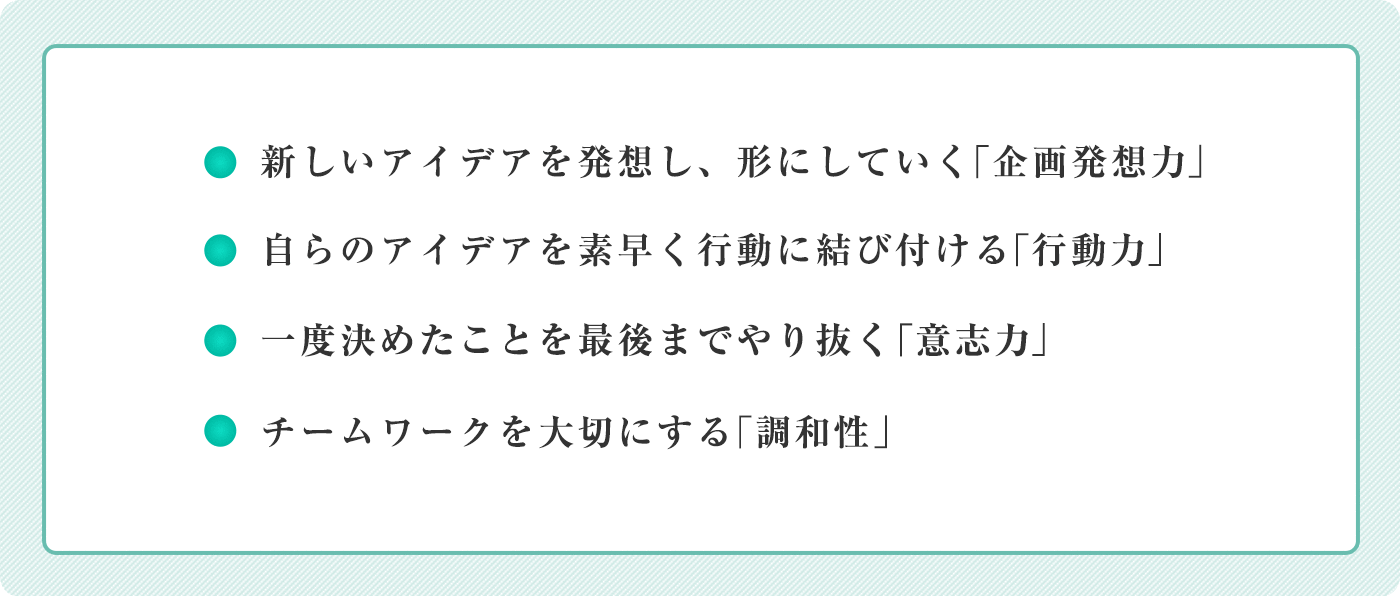 ● 新しいアイデアを発想し、形にしていく「企画発想力」
● 自らのアイデアを素早く行動に結び付ける「行動力」
● 一度決めたことを最後までやり抜く「意志力」
● チームワークを大切にする「調和性」